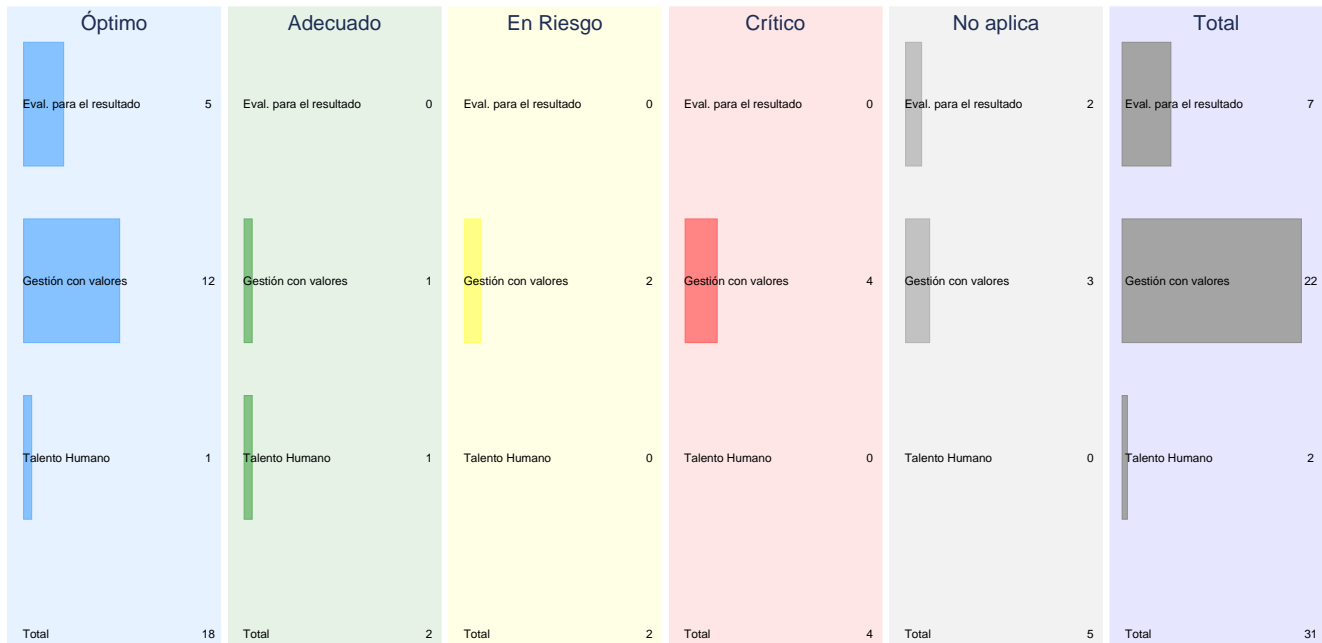 Óptimo Adecuado En Riesgo Crítico No aplica Total
Eval. para el resultado 5 Eval. para el resultado 0 Eval. para el resultado 0 Eval. para el resultado 0 Eval. para el resultado 2 Eval. para el resultado 7
Gestión con valores 12 Gestión con valores 1 Gestión con valores 2 Gestión con valores 4 Gestión con valores 3 Gestión con valores 22
Talento Humano 1 Talento Humano 1 Talento Humano 0 Talento Humano 0 Talento Humano 0 Talento Humano 2
Total 18 Total 2 Total 2 Total 4 Total 5 Total 31